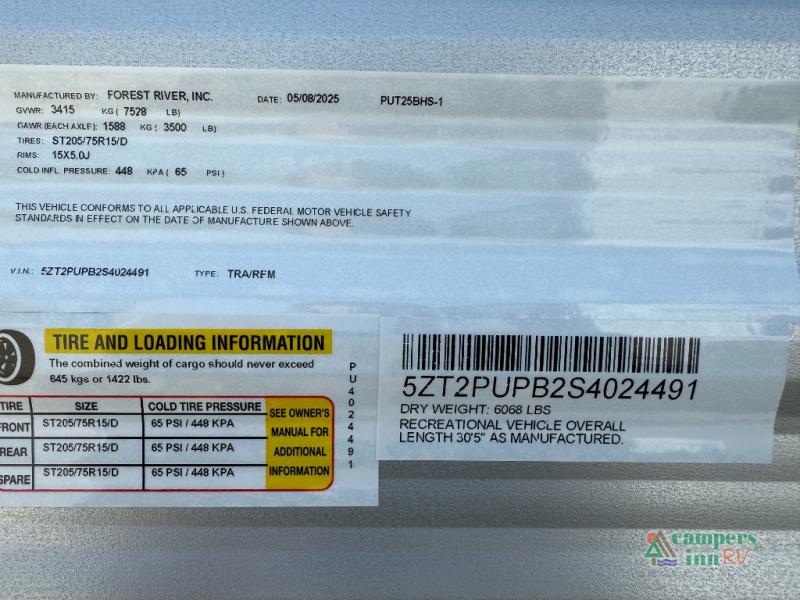 MANUFACTURED BY: FOREST RIVER, INC. DATE: 05/08/2025 PUT25BHS-1
GVWR: 3415 KG ( 7528 LB)
GAWR (EACH AXLE): 1588 KG ( 3500 LB)
TIRES: ST205/75R15/D
RIMS: 15X5.0J
COLD INFL. PRESSURE: 448 KPA ( 65 PSI )
THIS VEHICLE CONFORMS TO ALL APPLICABLE U.S. FEDERAL MOTOR VEHICLE SAFETY
STANDARDS IN EFFECT ON THE DATE OF MANUFACTURE SHOWN ABOVE.
V.I.N.: 5ZT2PUPB2S4024491 TYPE: TRA/REM
TIRE AND LOADING INFORMATION
The combined weight of cargo should never exceed
645 kgs or 1422 lbs.
TIRE SIZE COLD TIRE PRESSURE
FRONT ST205/75R15/D 65 PSI / 448 KPA
REAR ST205/75R15/D 65 PSI / 448 KPA
SPARE ST205/75R15/D 65 PSI / 448 KPA
SEE OWNER'S
MANUAL FOR
ADDITIONAL
INFORMATION
PU4024491
5ZT2PUPB2S4024491
DRY WEIGHT: 6068 LBS
RECREATIONAL VEHICLE OVERALL
LENGTH 30'5" AS MANUFACTURED.
campers
inn RV